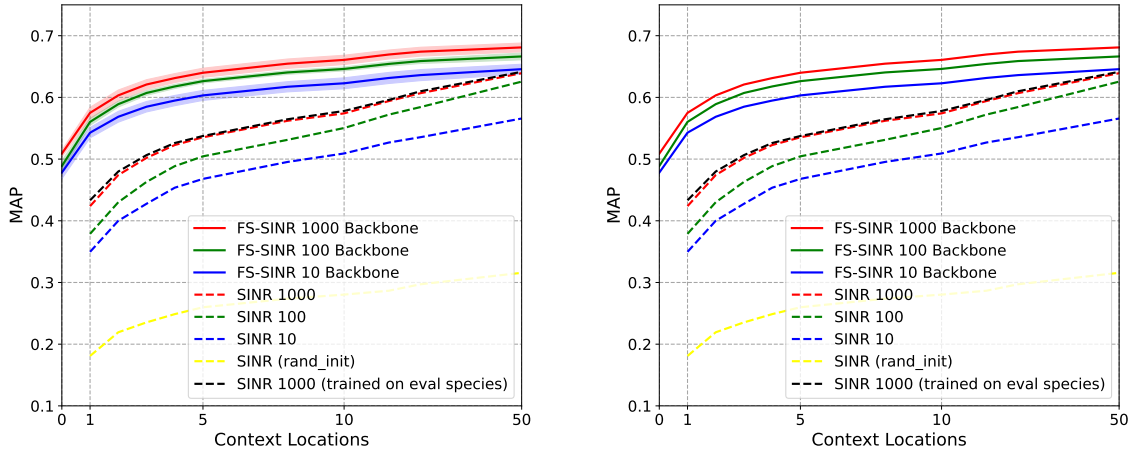 0.7
0.6
0.5
0.4
0.3
0.2
0.1
MAP
FS-SINR 1000 Backbone
FS-SINR 100 Backbone
FS-SINR 10 Backbone
SINR 1000
SINR 100
SINR 10
SINR (rand_init)
SINR 1000 (trained on eval species)
0 1 5 10 50
Context Locations
0.7
0.6
0.5
0.4
0.3
0.2
0.1
MAP
FS-SINR 1000 Backbone
FS-SINR 100 Backbone
FS-SINR 10 Backbone
SINR 1000
SINR 100
SINR 10
SINR (rand_init)
SINR 1000 (trained on eval species)
0 1 5 10 50
Context Locations